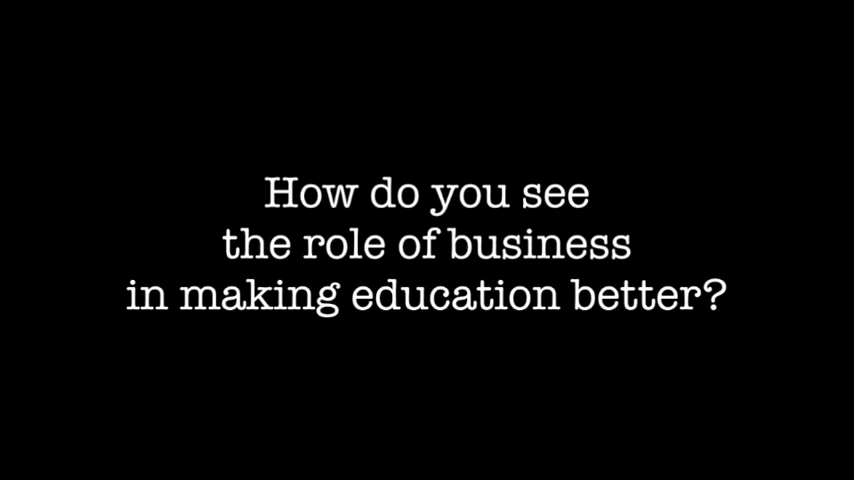 How do you see
the role of business
in making education better?